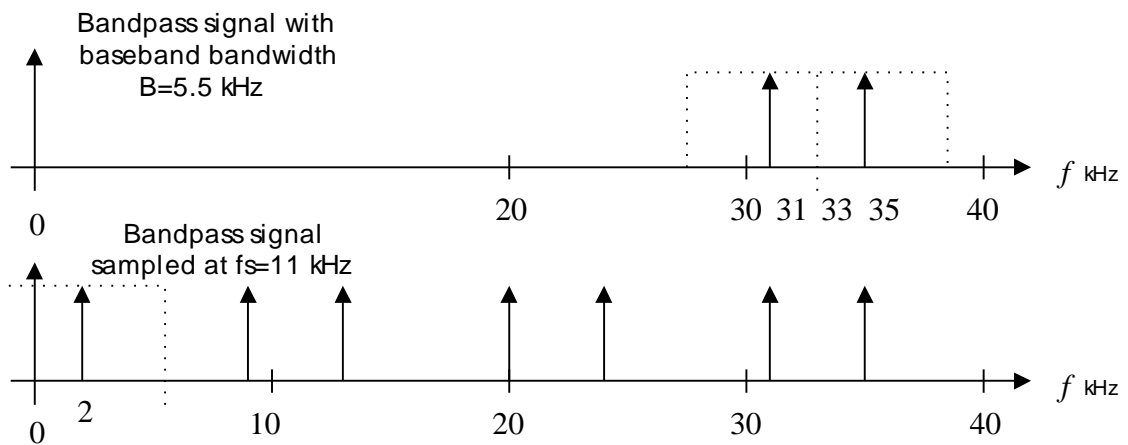 Bandpass signal with
baseband bandwidth
B=5.5 kHz
f kHz
0 20 30 31 33 35 40
Bandpass signal
sampled at fs=11 kHz
f kHz
0 2 10 20 30 40